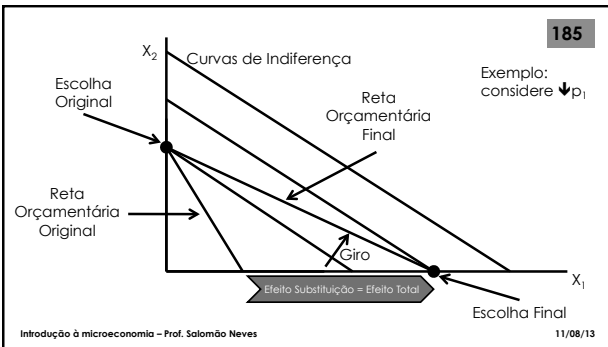 185
X2
Curvas de Indiferença
Exemplo:
considere 🡻p1
Escolha
Original
Reta
Orçamentária
Final
Reta
Orçamentária
Original
Giro
X1
Efeito Substituição = Efeito Total
Escolha Final
Introdução à microeconomia – Prof. Salomão Neves
11/08/13